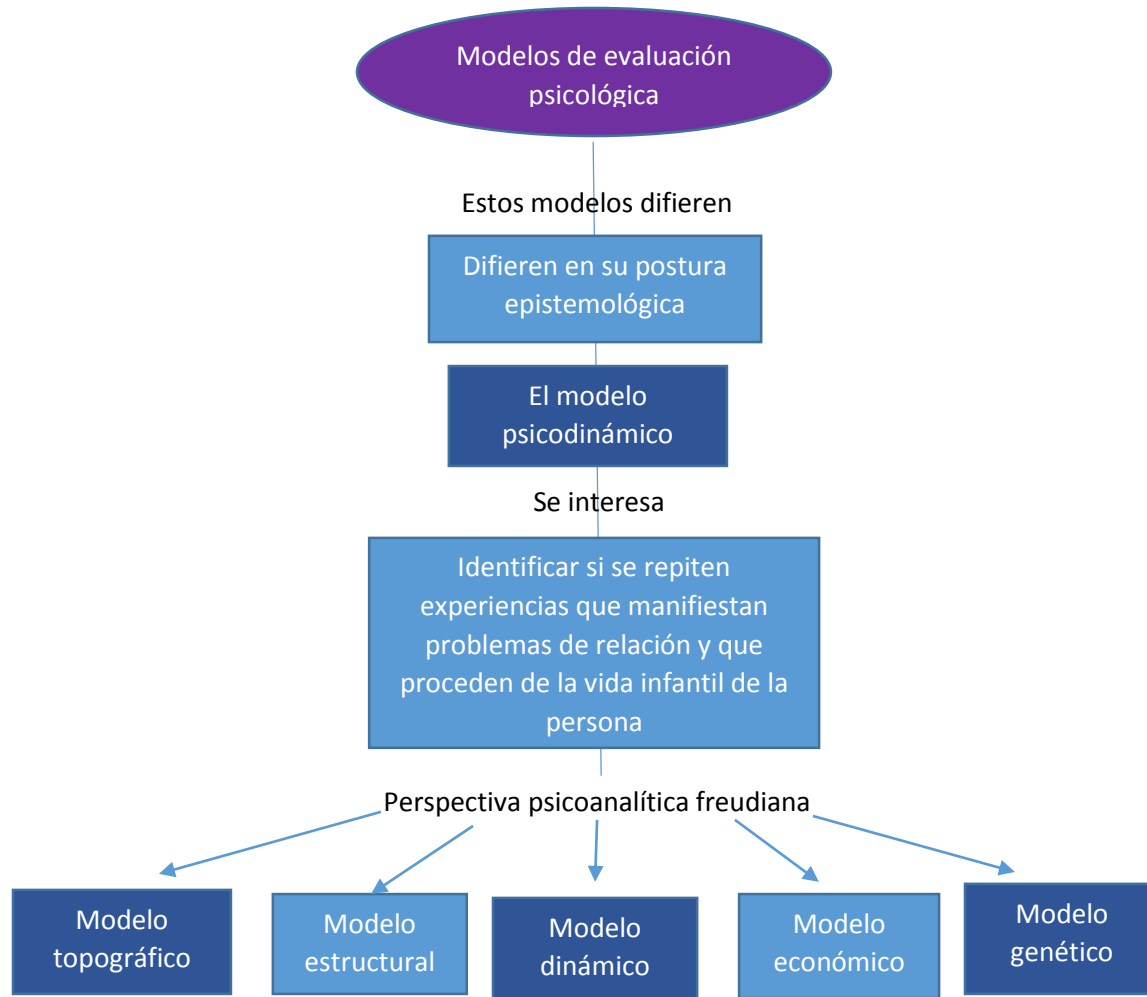 Modelos de evaluación
psicológica
Estos modelos difieren
Difieren en su postura
epistemológica
El modelo
psicodinámico
Se interesa
Identificar si se repiten
experiencias que manifiestan
problemas de relación y que
proceden de la vida infantil de la
persona
Perspectiva psicoanalítica freudiana
Modelo
topográfico
Modelo
estructural
Modelo
dinámico
Modelo
económico
Modelo
genético